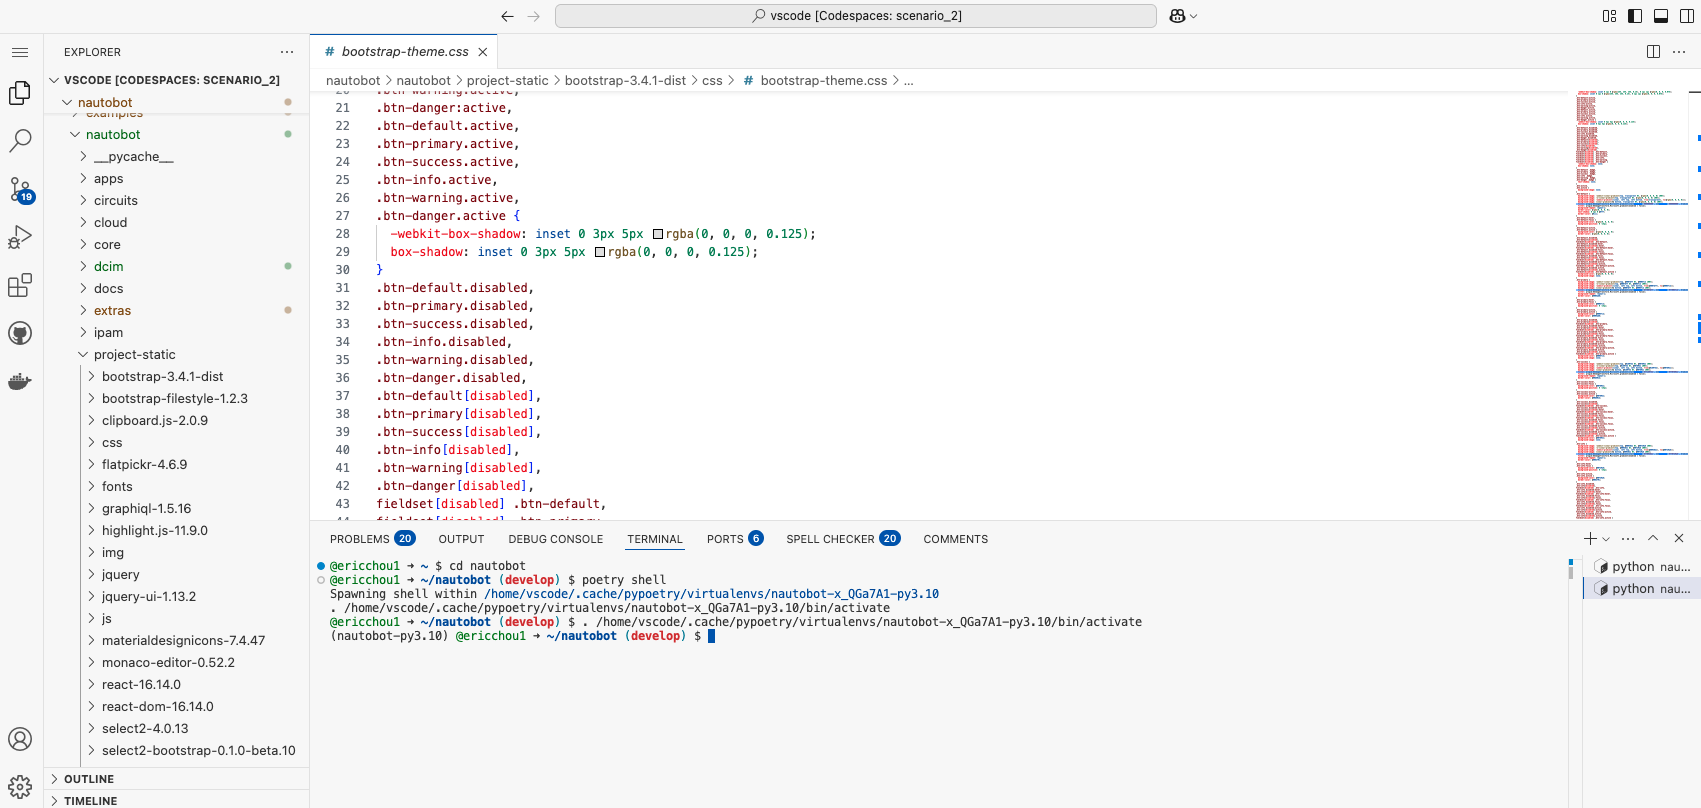 vscode [Codespaces: scenario_2]
EXPLORER
VSCODE [CODESPACES: SCENARIO_2]
nautobot
examples
nautobot
__pycache__
apps
circuits
cloud
core
dcim
docs
extras
ipam
project-static
bootstrap-3.4.1-dist
bootstrap-filestyle-1.2.3
clipboard.js-2.0.9
css
flatpickr-4.6.9
fonts
graphiql-1.5.16
highlight.js-11.9.0
img
jquery
jquery-ui-1.13.2
js
materialdesignicons-7.4.47
monaco-editor-0.52.2
react-16.14.0
react-dom-16.14.0
select2-4.0.13
select2-bootstrap-0.1.0-beta.10
OUTLINE
TIMELINE
19
# bootstrap-theme.css
nautobot > nautobot > project-static > bootstrap-3.4.1-dist > css > # bootstrap-theme.css > ...
20 .btn-warning:active,
21 .btn-danger:active,
22 .btn-default.active,
23 .btn-primary.active,
24 .btn-success.active,
25 .btn-info.active,
26 .btn-warning.active,
27 .btn-danger.active {
28 -webkit-box-shadow: inset 0 3px 5px rgba(0, 0, 0, 0.125);
29 box-shadow: inset 0 3px 5px rgba(0, 0, 0, 0.125);
30 }
31 .btn-default.disabled,
32 .btn-primary.disabled,
33 .btn-success.disabled,
34 .btn-info.disabled,
35 .btn-warning.disabled,
36 .btn-danger.disabled,
37 .btn-default[disabled],
38 .btn-primary[disabled],
39 .btn-success[disabled],
40 .btn-info[disabled],
41 .btn-warning[disabled],
42 .btn-danger[disabled],
43 fieldset[disabled] .btn-default,
44 fieldset[disabled] .btn-primary,
PROBLEMS 20 OUTPUT DEBUG CONSOLE TERMINAL PORTS 6 SPELL CHECKER 20 COMMENTS
@ericchou1 ➜ ~ $ cd nautobot
@ericchou1 ➜ ~/nautobot (develop) $ poetry shell
Spawning shell within /home/vscode/.cache/pypoetry/virtualenvs/nautobot-x_QGa7A1-py3.10
. /home/vscode/.cache/pypoetry/virtualenvs/nautobot-x_QGa7A1-py3.10/bin/activate
@ericchou1 ➜ ~/nautobot (develop) $ . /home/vscode/.cache/pypoetry/virtualenvs/nautobot-x_QGa7A1-py3.10/bin/activate
(nautobot-py3.10) @ericchou1 ➜ ~/nautobot (develop) $
python nau...
python nau...